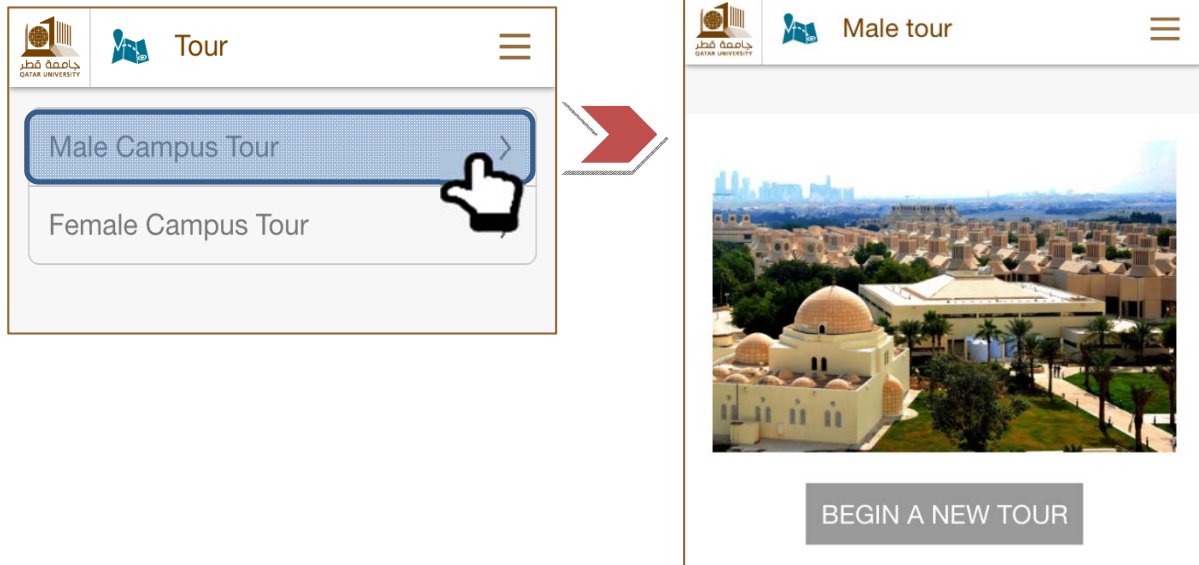 جامعة قطر
QATAR UNIVERSITY
Tour
Male Campus Tour
Female Campus Tour
جامعة قطر
QATAR UNIVERSITY
Male tour
BEGIN A NEW TOUR